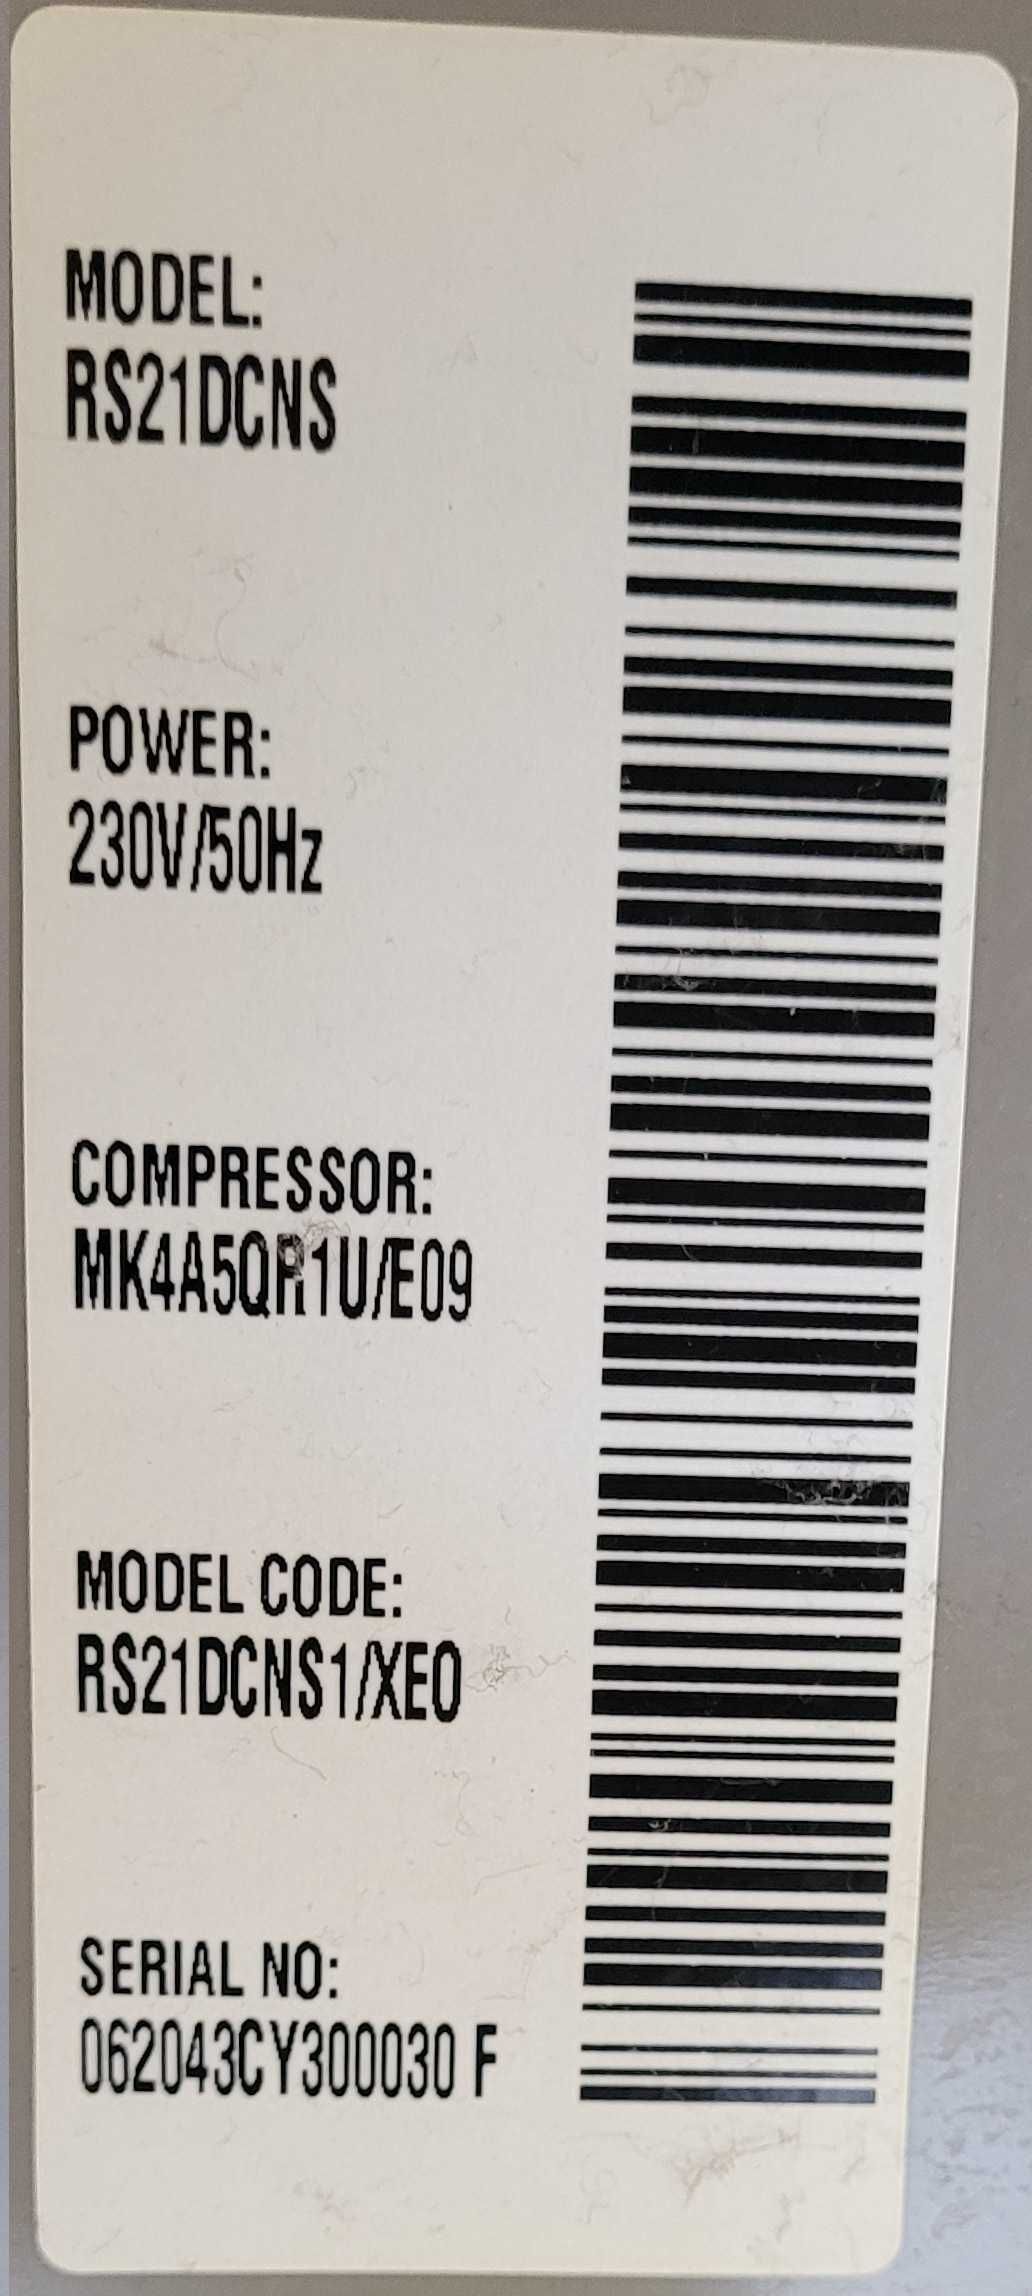 MODEL:
RS21DCNS
POWER:
230V/50Hz
COMPRESSOR:
MK4A5QR1U/E09
MODEL CODE:
RS21DCNS1/XEO
SERIAL NO:
062043CY300030 F